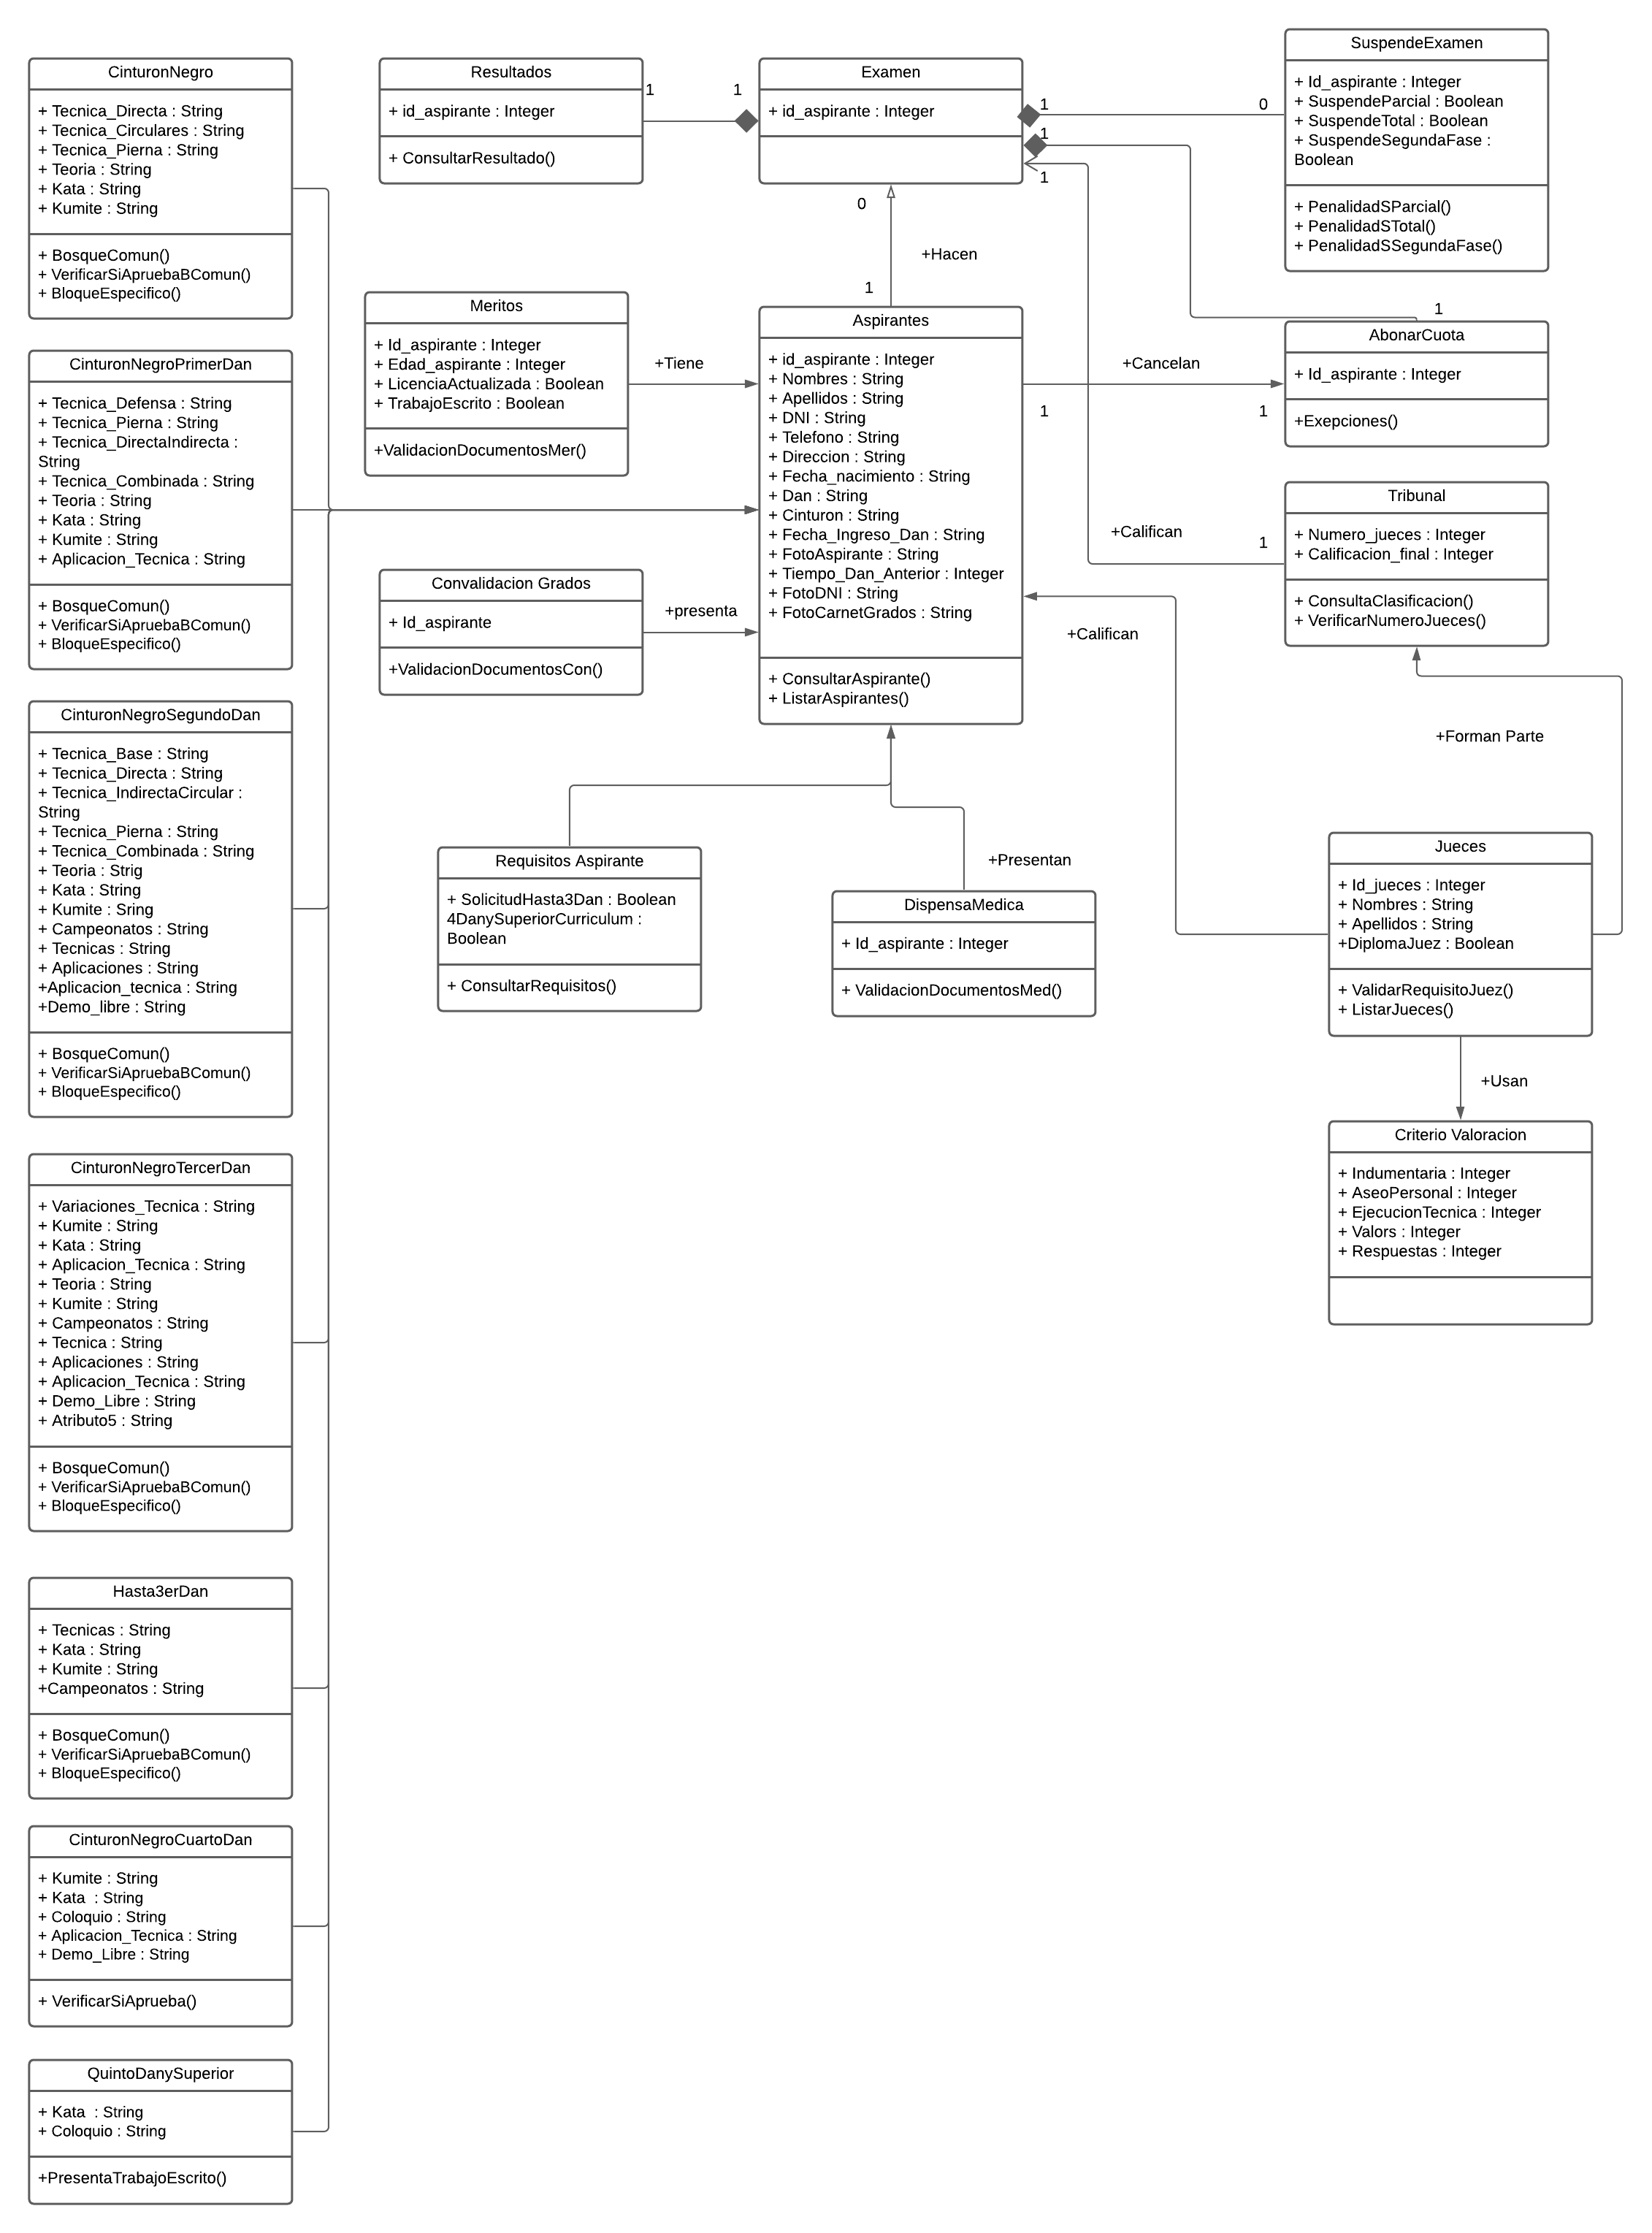 CinturonNegro
+ Tecnica_Directa : String
+ Tecnica_Circulares : String
+ Tecnica_Pierna : String
+ Teoria : String
+ Kata : String
+ Kumite : String
+ BosqueComun()
+ VerificarSiApruebaBComun()
+ BloqueEspecifico()
CinturonNegroPrimerDan
+ Tecnica_Defensa : String
+ Tecnica_Pierna : String
+ Tecnica_DirectaIndirecta :
String
+ Tecnica_Combinada : String
+ Teoria : String
+ Kata : String
+ Kumite : String
+ Aplicacion_Tecnica : String
+ BosqueComun()
+ VerificarSiApruebaBComun()
+ BloqueEspecifico()
CinturonNegroSegundoDan
+ Tecnica_Base : String
+ Tecnica_Directa : String
+ Tecnica_IndirectaCircular :
String
+ Tecnica_Pierna : String
+ Tecnica_Combinada : String
+ Teoria : Strig
+ Kata : String
+ Kumite : Sring
+ Campeonatos : String
+ Tecnicas : String
+ Aplicaciones : String
+Aplicacion_tecnica : String
+Demo_libre : String
+ BosqueComun()
+ VerificarSiApruebaBComun()
+ BloqueEspecifico()
CinturonNegroTercerDan
+ Variaciones_Tecnica : String
+ Kumite : String
+ Kata : String
+ Aplicacion_Tecnica : String
+ Teoria : String
+ Kumite : String
+ Campeonatos : String
+ Tecnica : String
+ Aplicaciones : String
+ Aplicacion_Tecnica : String
+ Demo_Libre : String
+ Atributo5 : String
+ BosqueComun()
+ VerificarSiApruebaBComun()
+ BloqueEspecifico()
Hasta3erDan
+ Tecnicas : String
+ Kata : String
+ Kumite : String
+Campeonatos : String
+ BosqueComun()
+ VerificarSiApruebaBComun()
+ BloqueEspecifico()
CinturonNegroCuartoDan
+ Kumite : String
+ Kata  : String
+ Coloquio : String
+ Aplicacion_Tecnica : String
+ Demo_Libre : String
+ VerificarSiAprueba()
QuintoDanySuperior
+ Kata  : String
+ Coloquio : String
+PresentaTrabajoEscrito()
Resultados
+ id_aspirante : Integer
+ ConsultarResultado()
1
1
Examen
+ id_aspirante : Integer
1
0
1
1
SuspendeExamen
+ Id_aspirante : Integer
+ SuspendeParcial : Boolean
+ SuspendeTotal : Boolean
+ SuspendeSegundaFase :
Boolean
+ PenalidadSParcial()
+ PenalidadSTotal()
+ PenalidadSSegundaFase()
0
+Hacen
1
Meritos
+ Id_aspirante : Integer
+ Edad_aspirante : Integer
+ LicenciaActualizada : Boolean
+ TrabajoEscrito : Boolean
+ValidacionDocumentosMer()
+Tiene
Aspirantes
+ id_aspirante : Integer
+ Nombres : String
+ Apellidos : String
+ DNI : String
+ Telefono : String
+ Direccion : String
+ Fecha_nacimiento : String
+ Dan : String
+ Cinturon : String
+ Fecha_Ingreso_Dan : String
+ FotoAspirante : String
+ Tiempo_Dan_Anterior : Integer
+ FotoDNI : String
+ FotoCarnetGrados : String
+ ConsultarAspirante()
+ ListarAspirantes()
+Cancelan
1
1
1
AbonarCuota
+ Id_aspirante : Integer
+Exepciones()
Tribunal
+ Numero_jueces : Integer
+ Calificacion_final : Integer
+ ConsultaClasificacion()
+ VerificarNumeroJueces()
+Califican
1
Convalidacion Grados
+ Id_aspirante
+ValidacionDocumentosCon()
+presenta
+Califican
+Forman Parte
Requisitos Aspirante
+ SolicitudHasta3Dan : Boolean
4DanySuperiorCurriculum :
Boolean
+ ConsultarRequisitos()
+Presentan
DispensaMedica
+ Id_aspirante : Integer
+ ValidacionDocumentosMed()
Jueces
+ Id_jueces : Integer
+ Nombres : String
+ Apellidos : String
+DiplomaJuez : Boolean
+ ValidarRequisitoJuez()
+ ListarJueces()
+Usan
Criterio Valoracion
+ Indumentaria : Integer
+ AseoPersonal : Integer
+ EjecucionTecnica : Integer
+ Valors : Integer
+ Respuestas : Integer